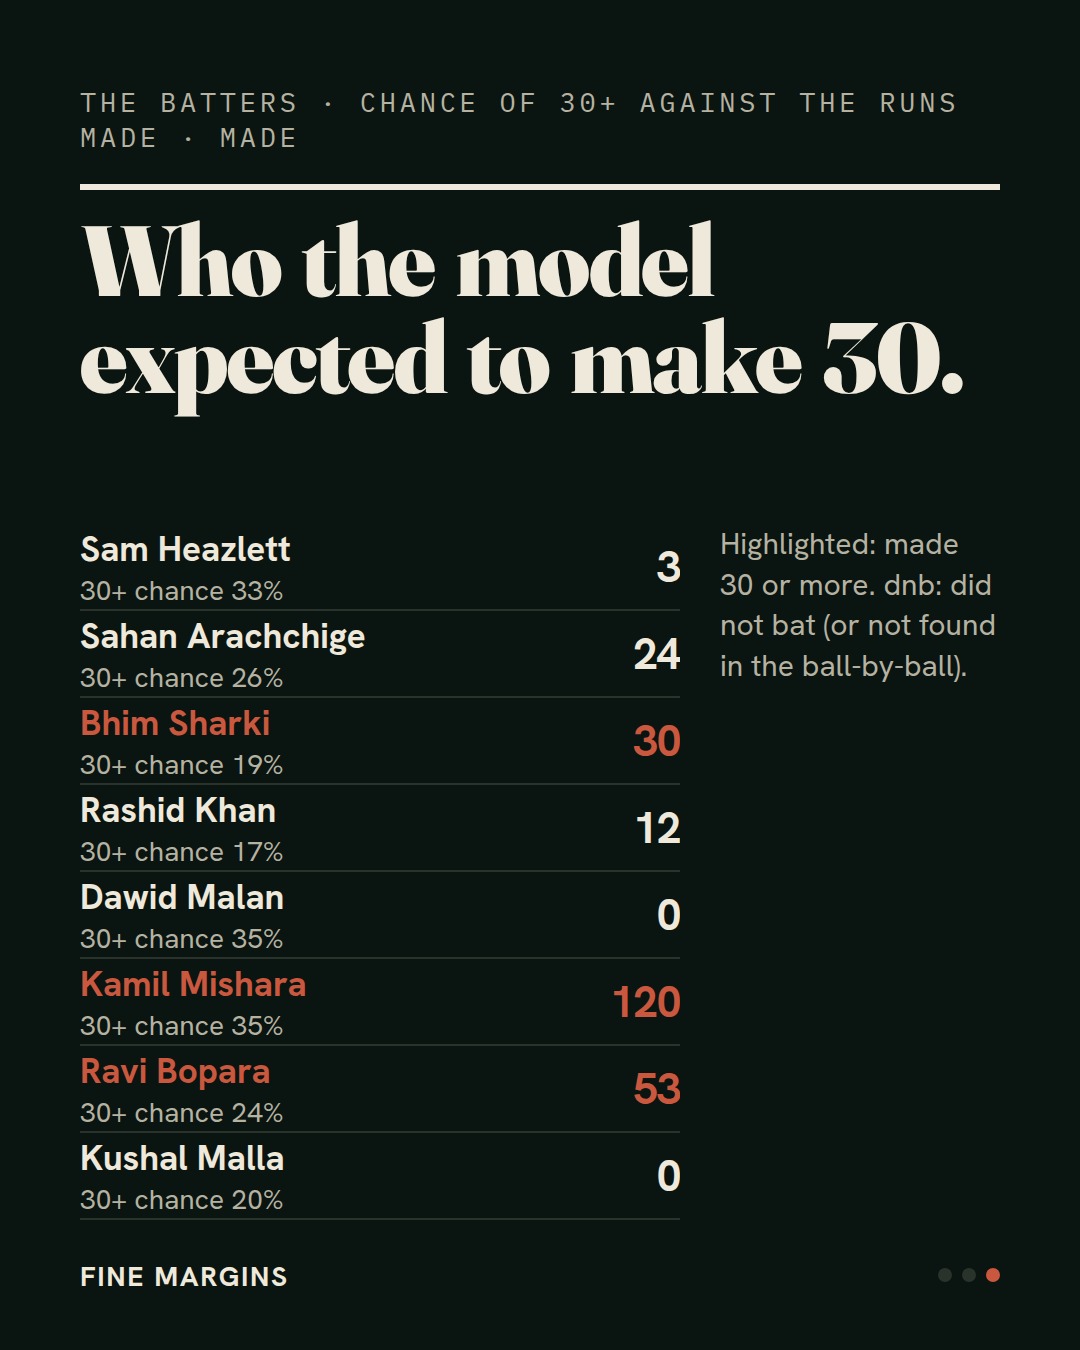 THE BATTERS · CHANCE OF 30+ AGAINST THE RUNS
MADE · MADE
Who the model
expected to make 30.
Sam Heazlett
30+ chance 33%
3
Sahan Arachchige
30+ chance 26%
24
Bhim Sharki
30+ chance 19%
30
Rashid Khan
30+ chance 17%
12
Dawid Malan
30+ chance 35%
0
Kamil Mishara
30+ chance 35%
120
Ravi Bopara
30+ chance 24%
53
Kushal Malla
30+ chance 20%
0
Highlighted: made
30 or more. dnb: did
not bat (or not found
in the ball-by-ball).
FINE MARGINS